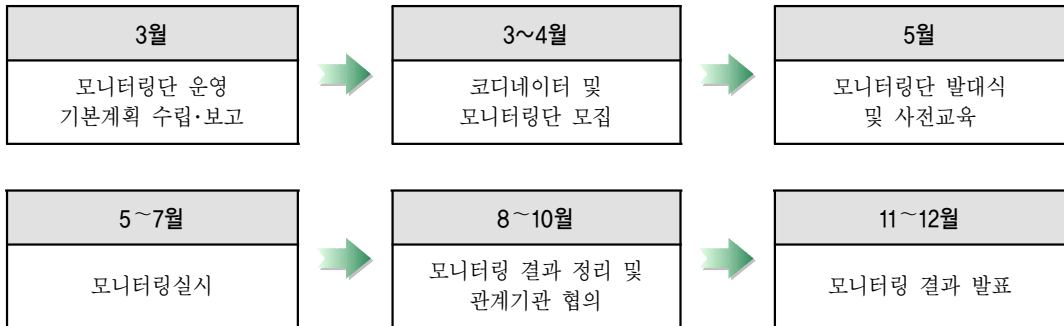 3월
모니터링단 운영
기본계획 수립·보고
3～4월
코디네이터 및
모니터링단 모집
5월
모니터링단 발대식
및 사전교육
5～7월
모니터링실시
8～10월
모니터링 결과 정리 및
관계기관 협의
11～12월
모니터링 결과 발표